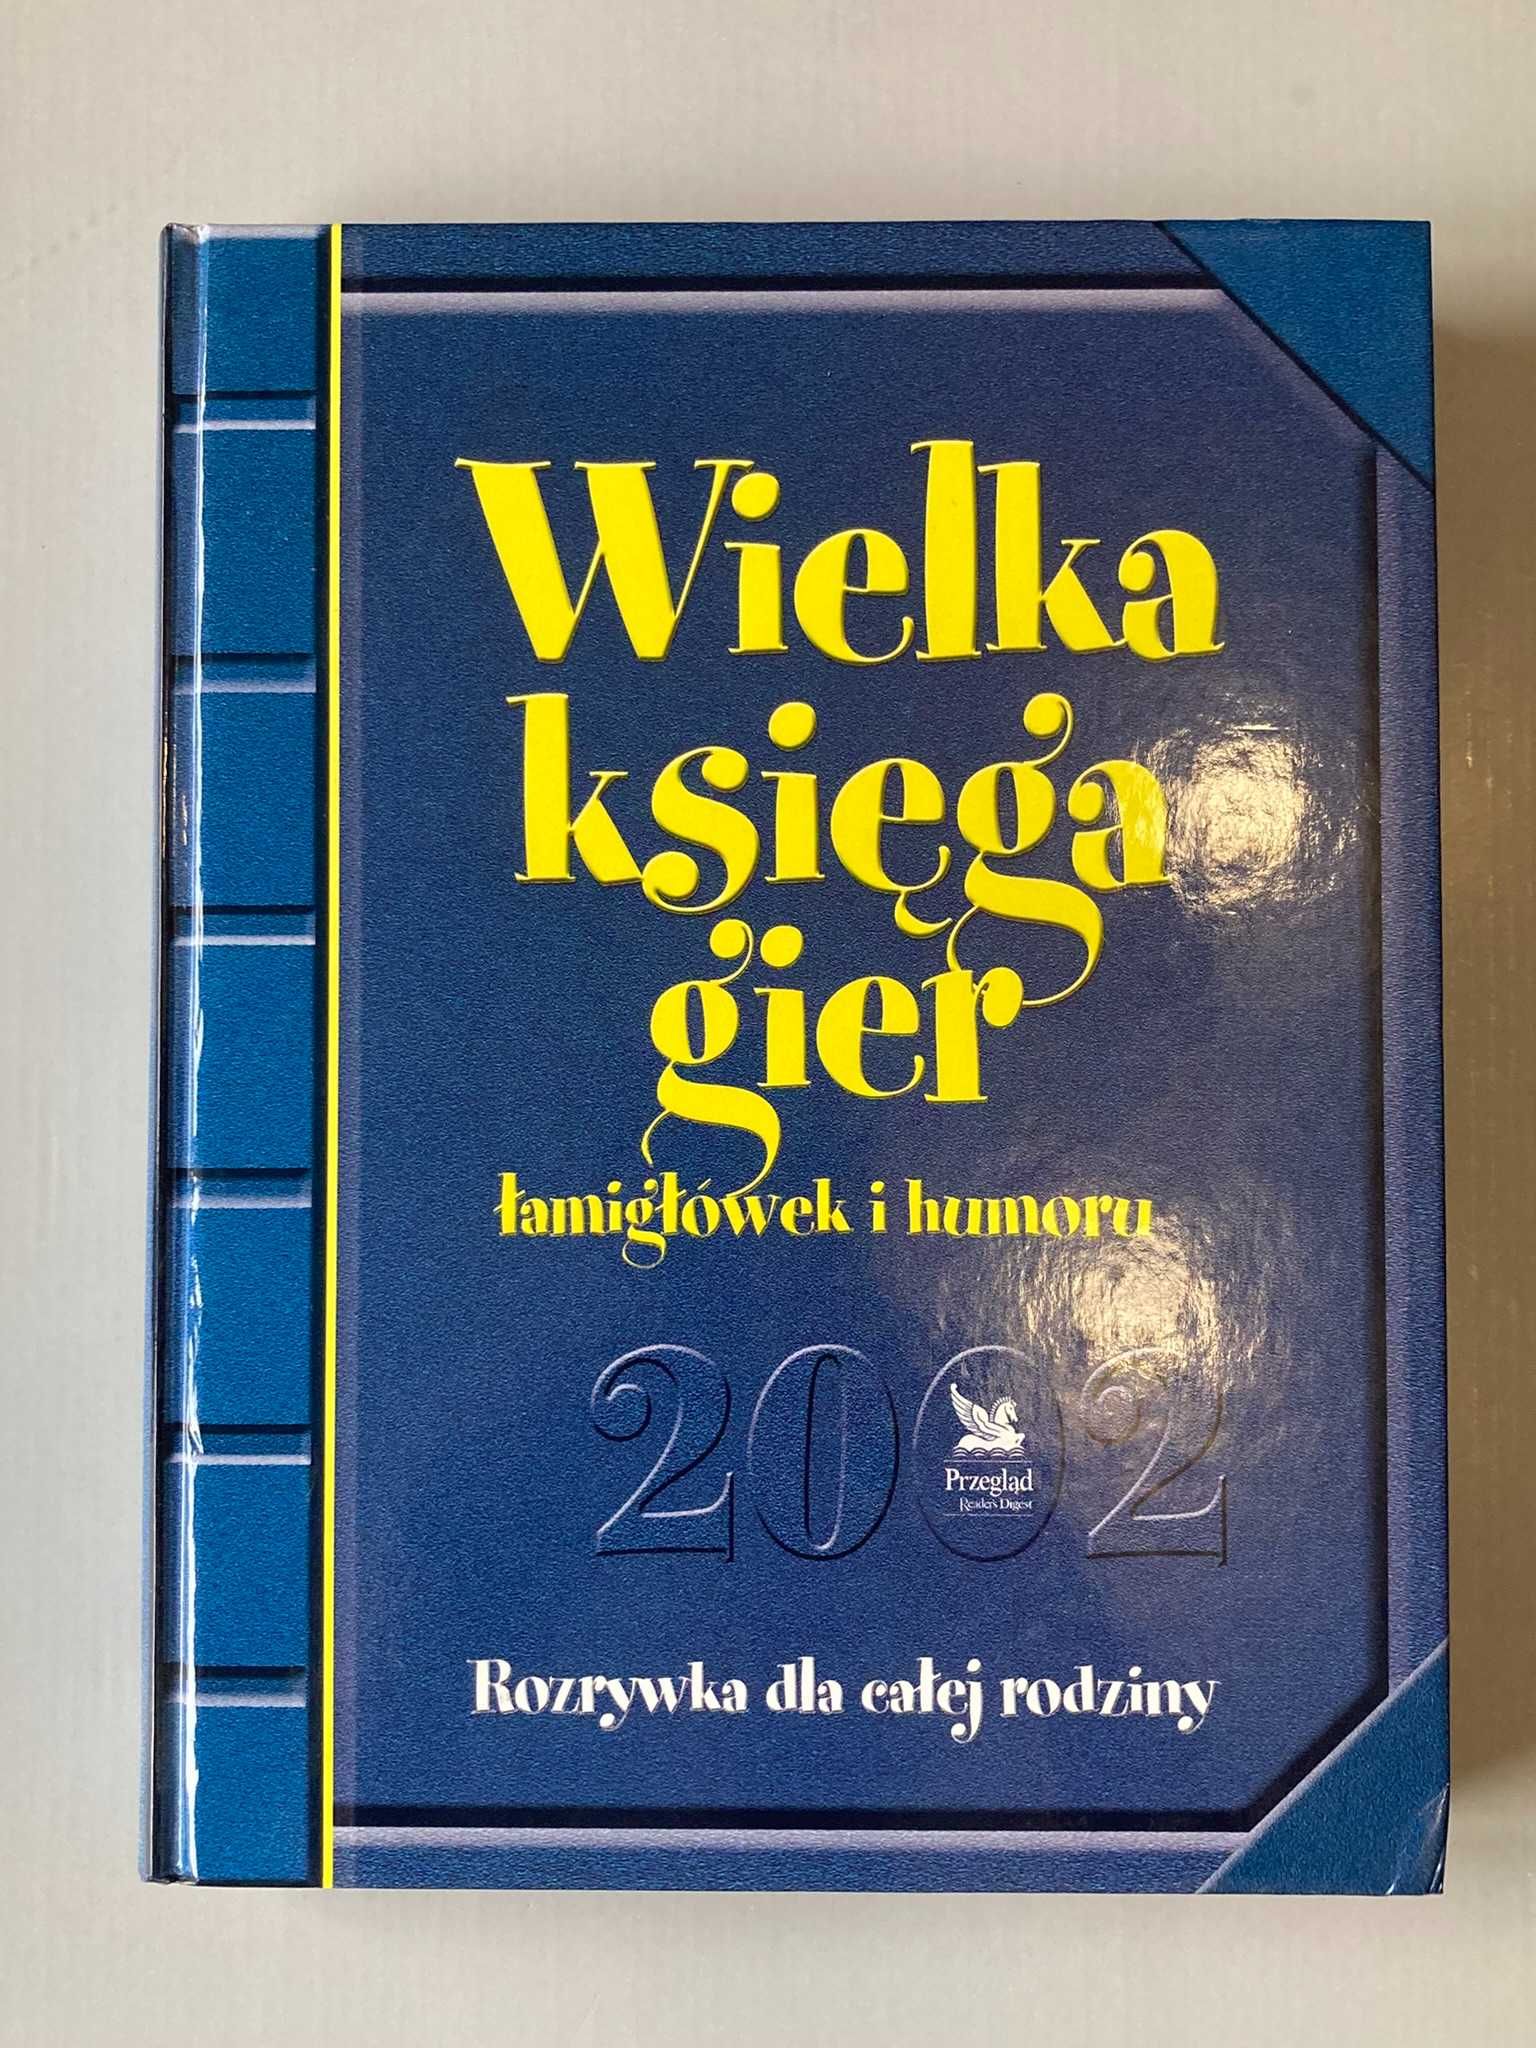 Wielka
księga
gier
łamigłówek i humoru
2002
Przegląd
Reader's Digest
Rozrywka dla całej rodziny